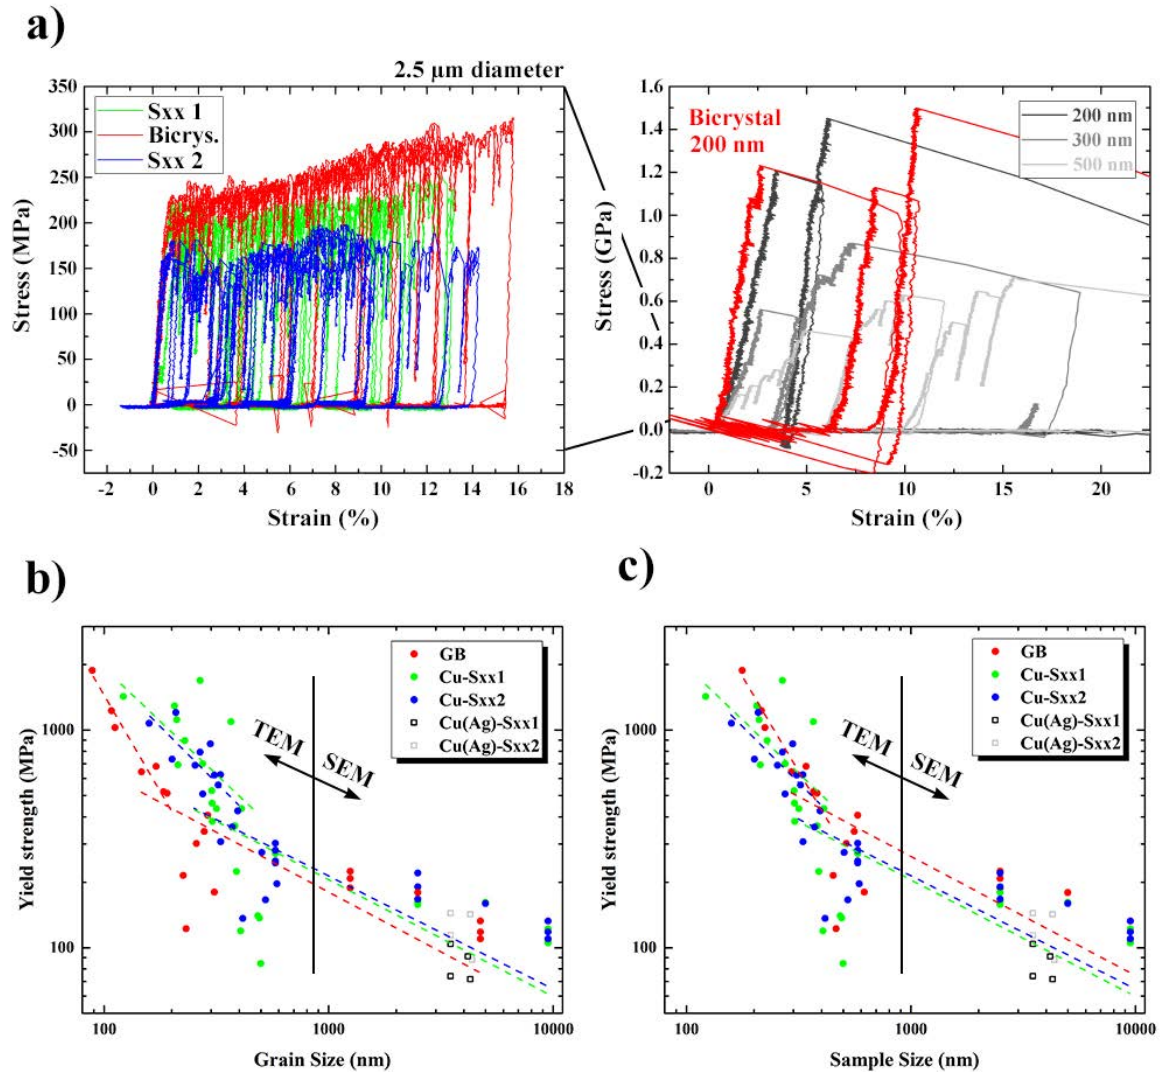 a)
2.5 µm diameter
350
300
250
200
150
100
50
0
-50
Stress (MPa)
Sxx 1
Bicrys.
Sxx 2
-2 0 2 4 6 8 10 12 14 16 18
Strain (%)
1.6
1.4
1.2
1.0
0.8
0.6
0.4
0.2
0.0
-0.2
Stress (GPa)
Bicrystal
200 nm
200 nm
300 nm
500 nm
0 5 10 15 20
Strain (%)
b)
1000
100
Yield strength (MPa)
GB
Cu-Sxx1
Cu-Sxx2
Cu(Ag)-Sxx1
Cu(Ag)-Sxx2
TEM SEM
100 1000 10000
Grain Size (nm)
c)
1000
100
Yield strength (MPa)
GB
Cu-Sxx1
Cu-Sxx2
Cu(Ag)-Sxx1
Cu(Ag)-Sxx2
TEM SEM
100 1000 10000
Sample Size (nm)